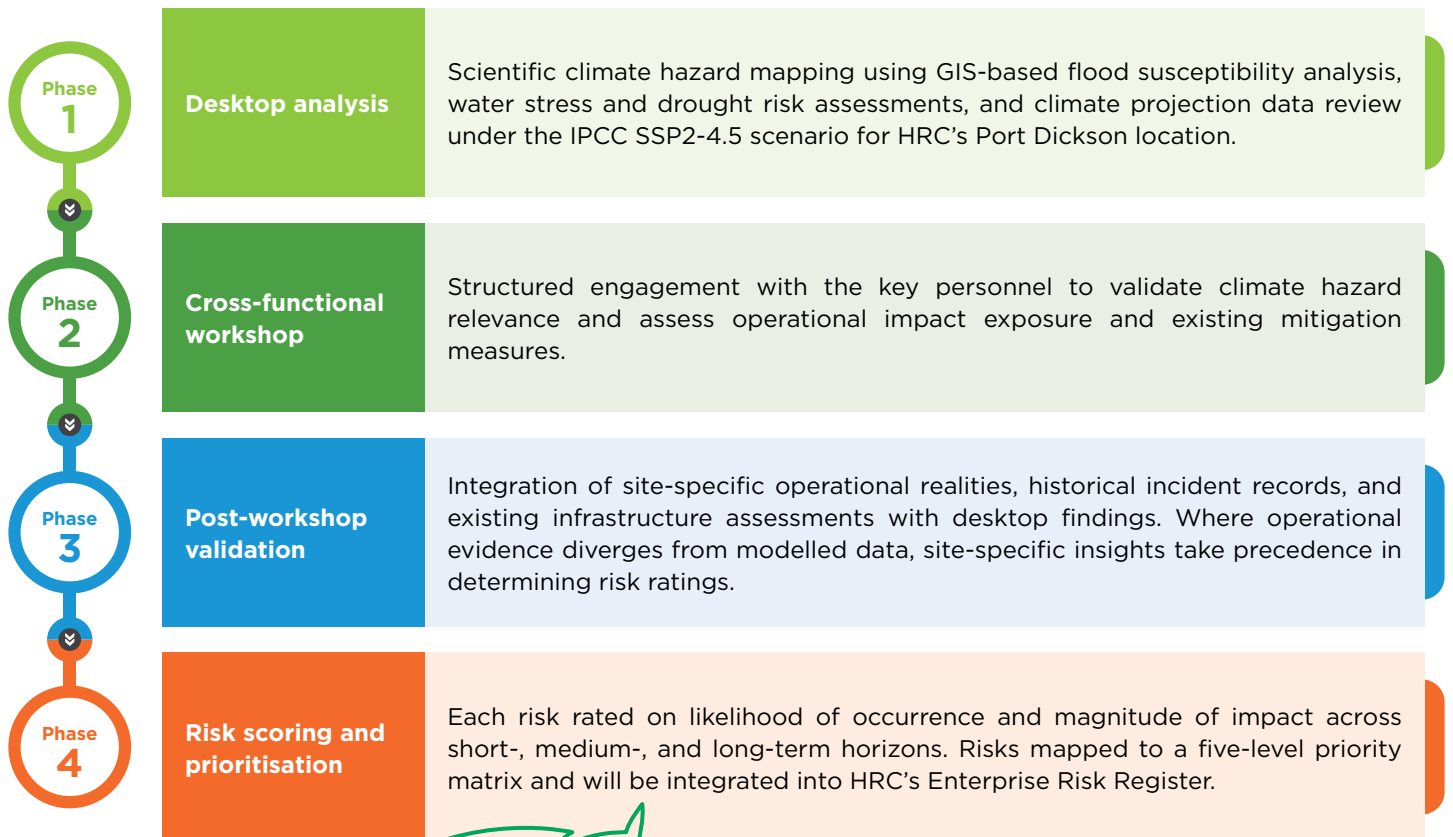 Phase
1
Desktop analysis
Scientific climate hazard mapping using GIS-based flood susceptibility analysis,
water stress and drought risk assessments, and climate projection data review
under the IPCC SSP2-4.5 scenario for HRC's Port Dickson location.
Phase
2
Cross-functional
workshop
Structured engagement with the key personnel to validate climate hazard
relevance and assess operational impact exposure and existing mitigation
measures.
Phase
3
Post-workshop
validation
Integration of site-specific operational realities, historical incident records, and
existing infrastructure assessments with desktop findings. Where operational
evidence diverges from modelled data, site-specific insights take precedence in
determining risk ratings.
Phase
4
Risk scoring and
prioritisation
Each risk rated on likelihood of occurrence and magnitude of impact across
short-, medium-, and long-term horizons. Risks mapped to a five-level priority
matrix and will be integrated into HRC's Enterprise Risk Register.